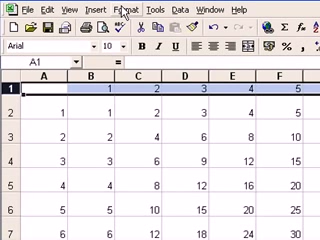 File Edit View Insert Format Tools Data Window Help
Arial 10 B I U
A1 =
A B C D E F
1 1 2 3 4 5
2 1 1 2 3 4 5
3 2 2 4 6 8 10
4 3 3 6 9 12 15
5 4 4 8 12 16 20
6 5 5 10 15 20 25
7 6 6 12 18 24 30